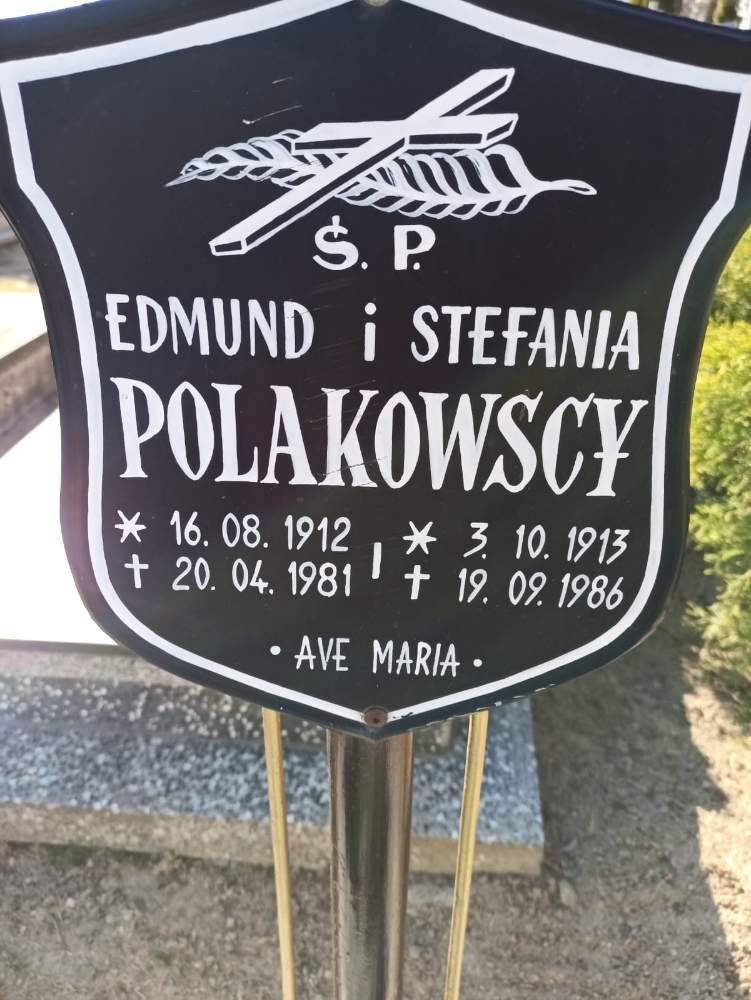 Ś. P.
EDMUND i STEFANIA
POLAKOWSCY
* 16. 08. 1912 * 3. 10. 1913
† 20. 04. 1981 † 19. 09. 1986
· AVE MARIA ·